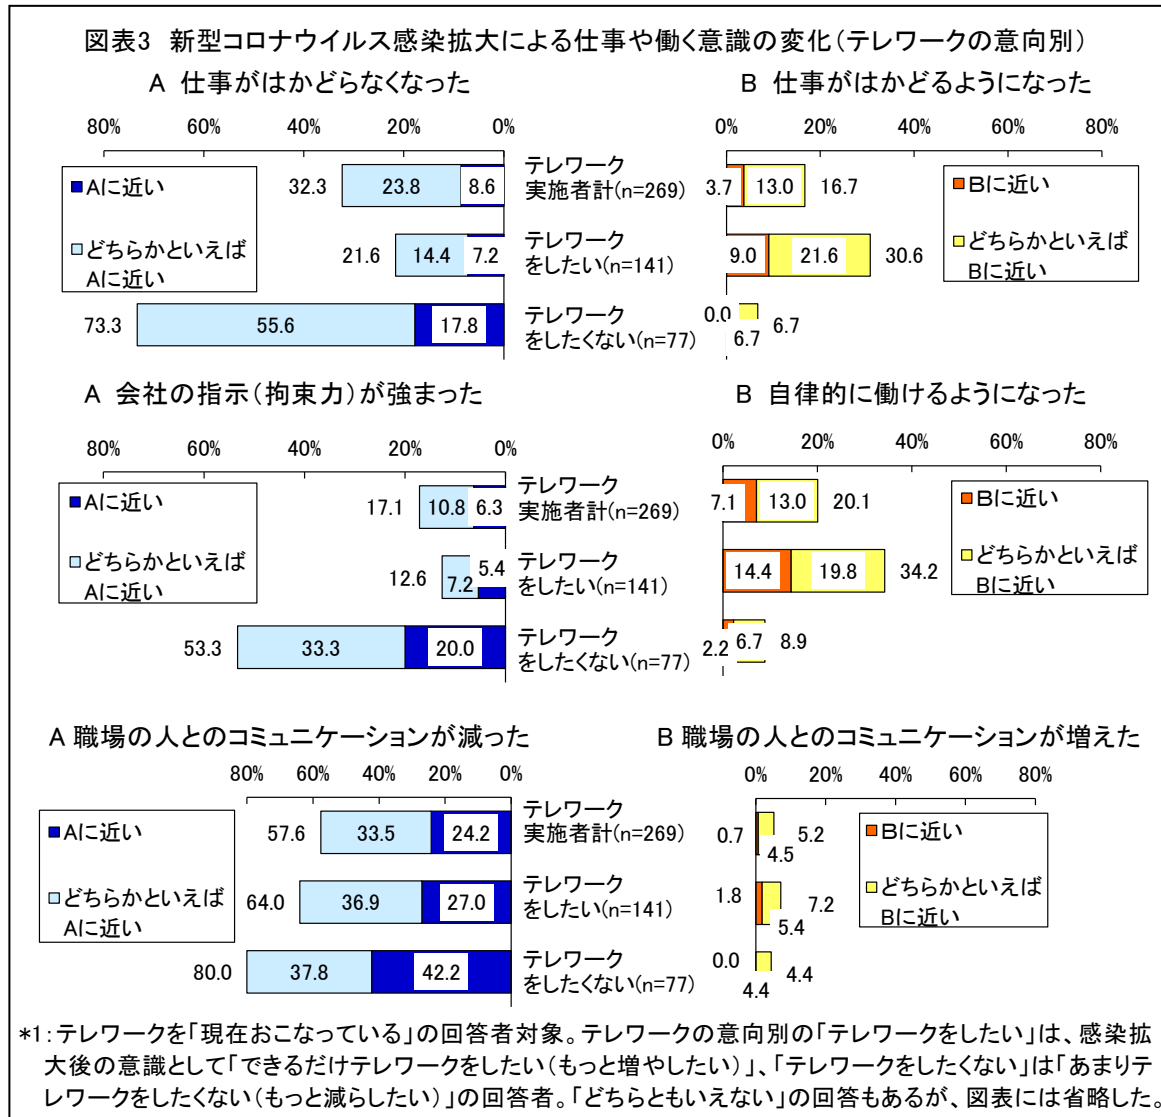 図表3 新型コロナウイルス感染拡大による仕事や働く意識の変化(テレワークの意向別)
A 仕事がはかどらなくなった
B 仕事がはかどるようになった
80% 60% 40% 20% 0%
0% 20% 40% 60% 80%
■Aに近い
□どちらかといえば
Aに近い
■Bに近い
□どちらかといえば
Bに近い
32.3 23.8 8.6 テレワーク
実施者計(n=269) 3.7 13.0 16.7
21.6 14.4 7.2 テレワーク
をしたい(n=141) 9.0 21.6 30.6
73.3 55.6 17.8 テレワーク
をしたくない(n=77) 0.0 6.7 6.7
A 会社の指示(拘束力)が強まった
B 自律的に働けるようになった
80% 60% 40% 20% 0%
0% 20% 40% 60% 80%
■Aに近い
□どちらかといえば
Aに近い
■Bに近い
□どちらかといえば
Bに近い
17.1 10.8 6.3 テレワーク
実施者計(n=269) 7.1 13.0 20.1
12.6 7.2 5.4 テレワーク
をしたい(n=141) 14.4 19.8 34.2
53.3 33.3 20.0 テレワーク
をしたくない(n=77) 2.2 6.7 8.9
A 職場の人とのコミュニケーションが減った
B 職場の人とのコミュニケーションが増えた
80% 60% 40% 20% 0%
0% 20% 40% 60% 80%
■Aに近い
□どちらかといえば
Aに近い
■Bに近い
□どちらかといえば
Bに近い
57.6 33.5 24.2 テレワーク
実施者計(n=269) 0.7 4.5 5.2
64.0 36.9 27.0 テレワーク
をしたい(n=141) 1.8 5.4 7.2
80.0 37.8 42.2 テレワーク
をしたくない(n=77) 0.0 4.4 4.4
*1:テレワークを「現在おこなっている」の回答者対象。テレワークの意向別の「テレワークをしたい」は、感染拡
大後の意識として「できるだけテレワークをしたい(もっと増やしたい)」、「テレワークをしたくない」は「あまりテ
レワークをしたくない(もっと減らしたい)」の回答者。「どちらともいえない」の回答もあるが、図表には省略した。